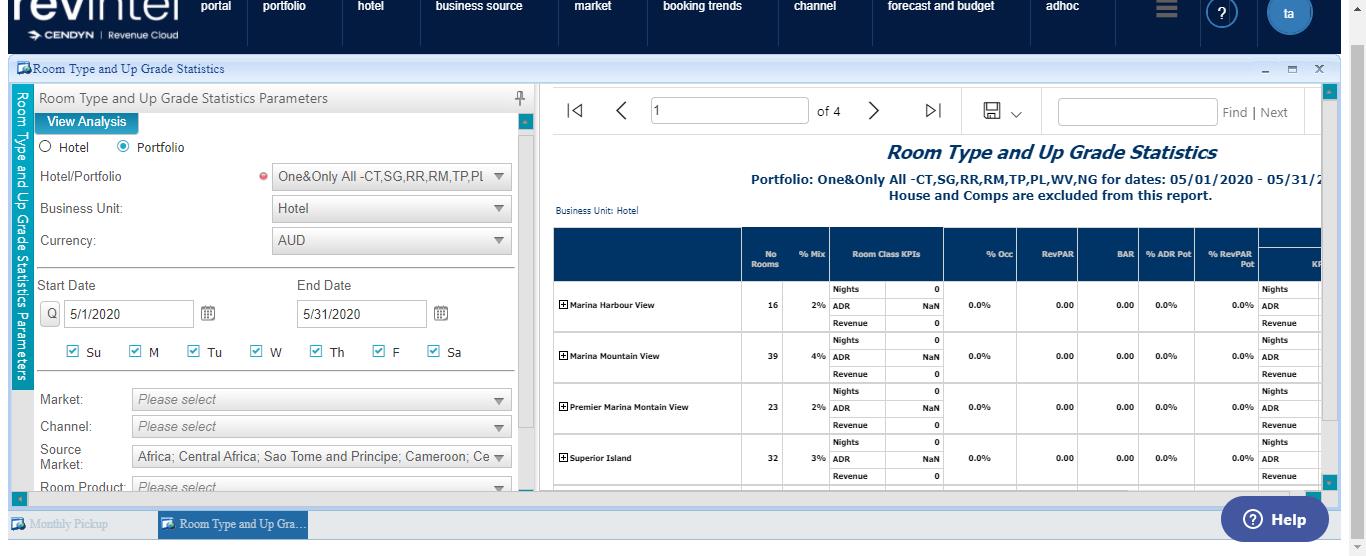 revintel
CENDYN | Revenue Cloud
portal portfolio hotel business source market booking trends channel forecast and budget adhoc
? ta
Room Type and Up Grade Statistics
Room Type and Up Grade Statistics Parameters
Room Type and Up Grade Statistics Parameters
View Analysis
Hotel Portfolio
Hotel/Portfolio One&Only All -CT,SG,RR,RM,TP,PL
Business Unit: Hotel
Currency: AUD
Start Date End Date
Q 5/1/2020 5/31/2020
Su M Tu W Th F Sa
Market: Please select
Channel: Please select
Source Market: Africa; Central Africa; Sao Tome and Principe; Cameroon; Ce
Room Product: Please select
1 of 4 Find | Next
Room Type and Up Grade Statistics
Portfolio: One&Only All -CT,SG,RR,RM,TP,PL,WV,NG for dates: 05/01/2020 - 05/31/2
House and Comps are excluded from this report.
Business Unit: Hotel
No Rooms % Mix Room Class KPIs % Occ RevPAR BAR % ADR Pot % RevPAR Pot KP
Nights 0 Nights
Marina Harbour View 16 2% ADR NaN 0.0% 0.00 0.00 0.0% 0.0% ADR
Revenue 0 Revenue
Nights 0 Nights
Marina Mountain View 39 4% ADR NaN 0.0% 0.00 0.00 0.0% 0.0% ADR
Revenue 0 Revenue
Nights 0 Nights
Premier Marina Montain View 23 2% ADR NaN 0.0% 0.00 0.00 0.0% 0.0% ADR
Revenue 0 Revenue
Nights 0 Nights
Superior Island 32 3% ADR NaN 0.0% 0.00 0.00 0.0% 0.0% ADR
Revenue 0 Revenue
Monthly Pickup Room Type and Up Gra...
? Help